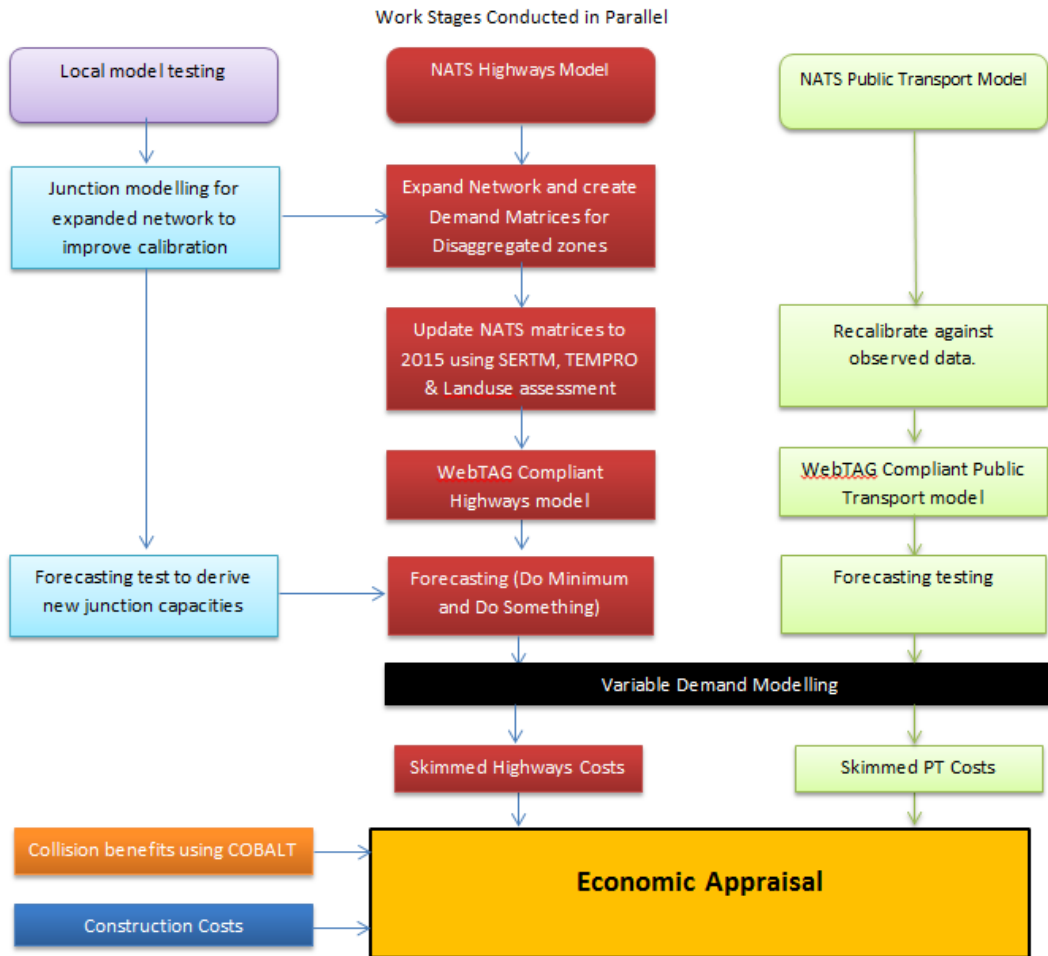 Work Stages Conducted in Parallel
Local model testing
NATS Highways Model
NATS Public Transport Model
Junction modelling for
expanded network to
improve calibration
Expand Network and create
Demand Matrices for
Disaggregated zones
Update NATS matrices to
2015 using SERTM, TEMPRO
& Landuse assessment
Recalibrate against
observed data.
WebTAG Compliant
Highways model
WebTAG Compliant Public
Transport model
Forecasting test to derive
new junction capacities
Forecasting (Do Minimum
and Do Something)
Forecasting testing
Variable Demand Modelling
Skimmed Highways Costs
Skimmed PT Costs
Collision benefits using COBALT
Economic Appraisal
Construction Costs